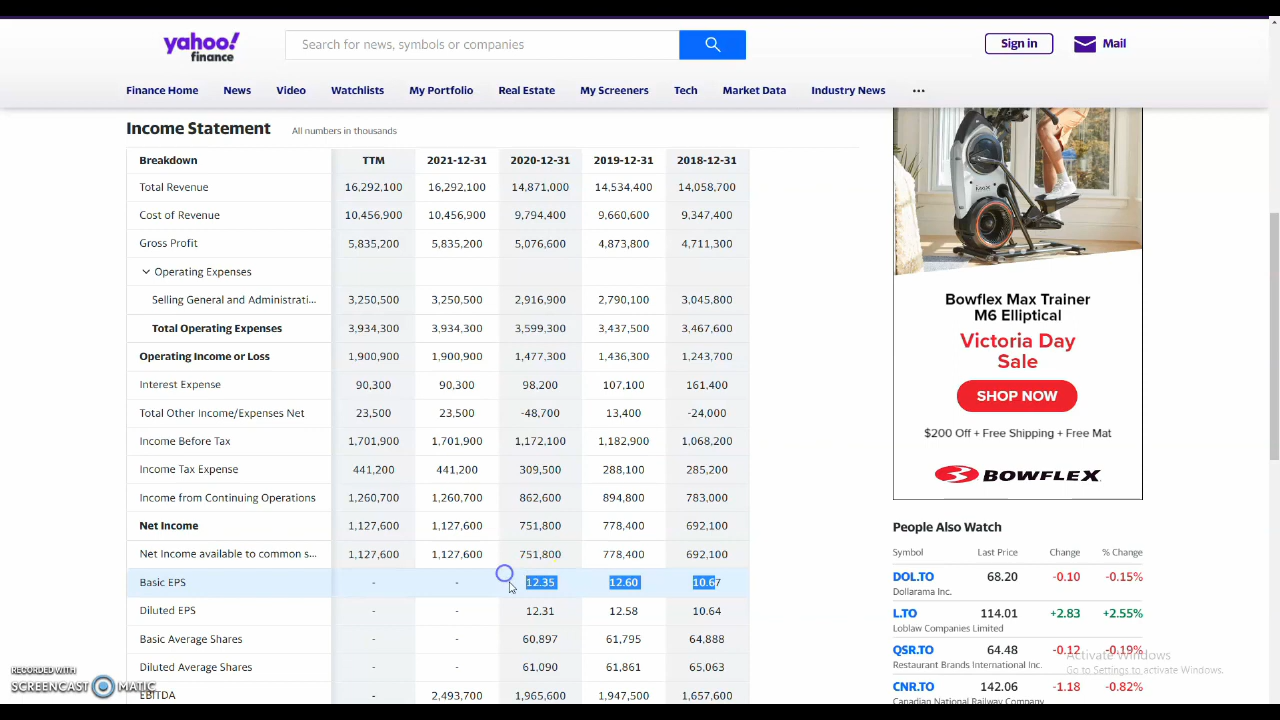 yahoo!
finance
Search for news, symbols or companies
Sign in
Mail
Finance Home News Video Watchlists My Portfolio Real Estate My Screeners Tech Market Data Industry News ...
Income Statement All numbers in thousands
Breakdown TTM 2021-12-31 2020-12-31 2019-12-31 2018-12-31
Total Revenue 16,292,100 16,292,100 14,871,000 14,534,400 14,058,700
Cost of Revenue 10,456,900 10,456,900 9,794,400 9,660,600 9,347,400
Gross Profit 5,835,200 5,835,200 5,076,600 4,873,800 4,711,300
Operating Expenses
Selling General and Administrati... 3,250,500 3,250,500 2,916,900 2,790,100 3,045,800
Total Operating Expenses 3,934,300 3,934,300 3,599,300 3,437,500 3,467,600
Operating Income or Loss 1,900,900 1,900,900 1,477,300 1,436,300 1,243,700
Interest Expense 90,300 90,300 98,200 107,100 161,400
Total Other Income/Expenses Net 23,500 23,500 -48,700 13,400 -24,000
Income Before Tax 1,701,900 1,701,900 1,172,100 1,182,900 1,068,200
Income Tax Expense 441,200 441,200 309,500 288,100 285,200
Income from Continuing Operations 1,260,700 1,260,700 862,600 894,800 783,000
Net Income 1,127,600 1,127,600 751,800 778,400 692,100
Net Income available to common s... 1,127,600 1,127,600 751,800 778,400 692,100
Basic EPS - - 12.35 12.60 10.67
Diluted EPS - - 12.31 12.58 10.64
Basic Average Shares - - 60,897 61,795 64,888
Diluted Average Shares - - 61,090 61,861 65,063
EBITDA 2,493,700 1,965,600 1,947,500 1,657,600
MAX
Bowflex Max Trainer
M6 Elliptical
Victoria Day
Sale
SHOP NOW
$200 Off + Free Shipping + Free Mat
BOWFLEX
People Also Watch
Symbol Last Price Change % Change
DOL.TO 68.20 -0.10 -0.15%
Dollarama Inc.
L.TO 114.01 +2.83 +2.55%
Loblaw Companies Limited
QSR.TO 64.48 -0.12 -0.19%
Restaurant Brands International Inc.
CNR.TO 142.06 -1.18 -0.82%
Canadian National Railway Company
Activate Windows
Go to Settings to activate Windows.
RECORDED WITH
SCREENCAST MATIC